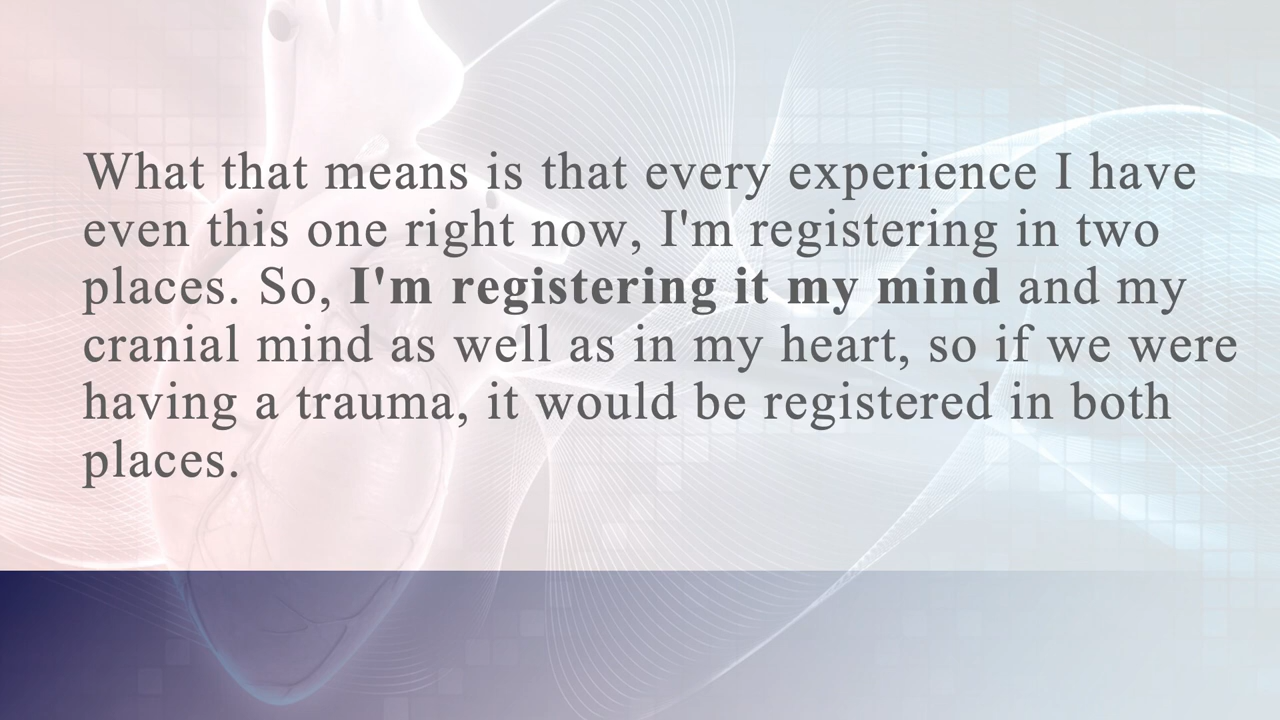 What that means is that every experience I have
even this one right now, I'm registering in two
places. So, I'm registering it my mind and my
cranial mind as well as in my heart, so if we were
having a trauma, it would be registered in both
places.